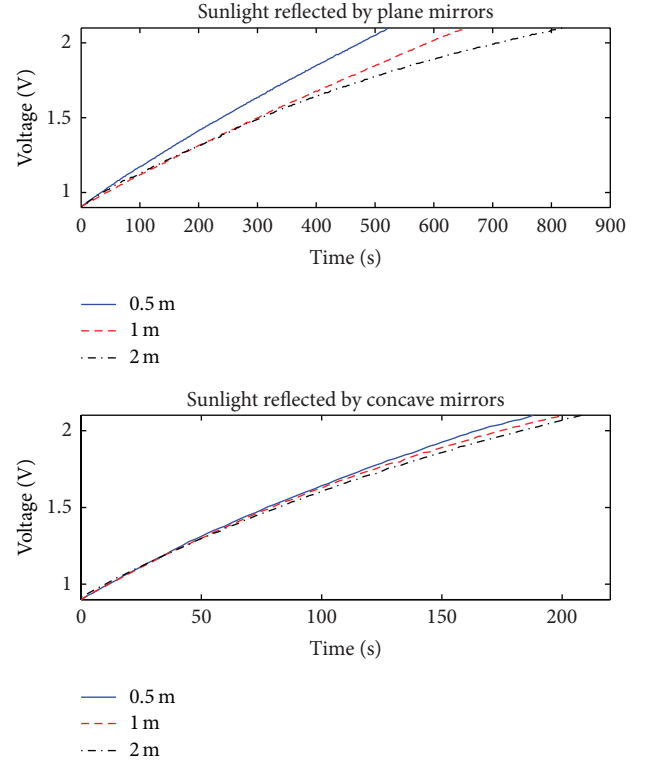 Sunlight reflected by plane mirrors
2
1.5
1
Voltage (V)
0 100 200 300 400 500 600 700 800 900
Time (s)
0.5 m
1 m
2 m
Sunlight reflected by concave mirrors
2
1.5
1
Voltage (V)
0 50 100 150 200
Time (s)
0.5 m
1 m
2 m